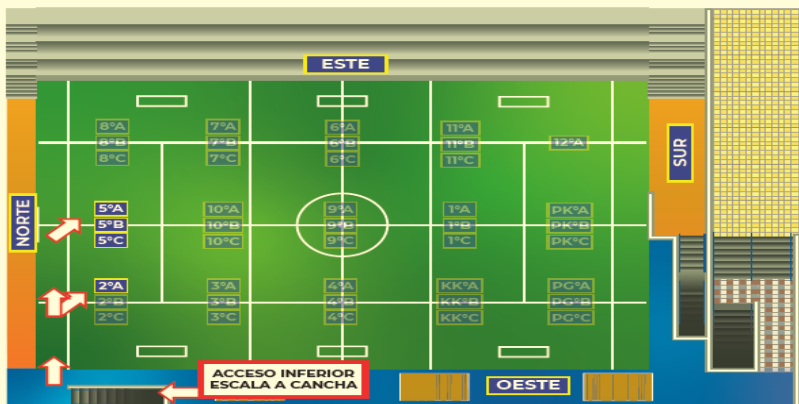 ESTE
8°A
8°B
8°C
7°A
7°B
7°C
6°A
6°B
6°C
11°A
11°B
11°C
12°A
SUR
NORTE
5°A
5°B
5°C
10°A
10°B
10°C
9°A
9°B
9°C
1°A
1°B
1°C
PK°A
PK°B
PK°C
2°A
2°B
2°C
3°A
3°B
3°C
4°A
4°B
4°C
KK°A
KK°B
KK°C
PG°A
PG°B
PG°C
ACCESO INFERIOR
ESCALA A CANCHA
OESTE